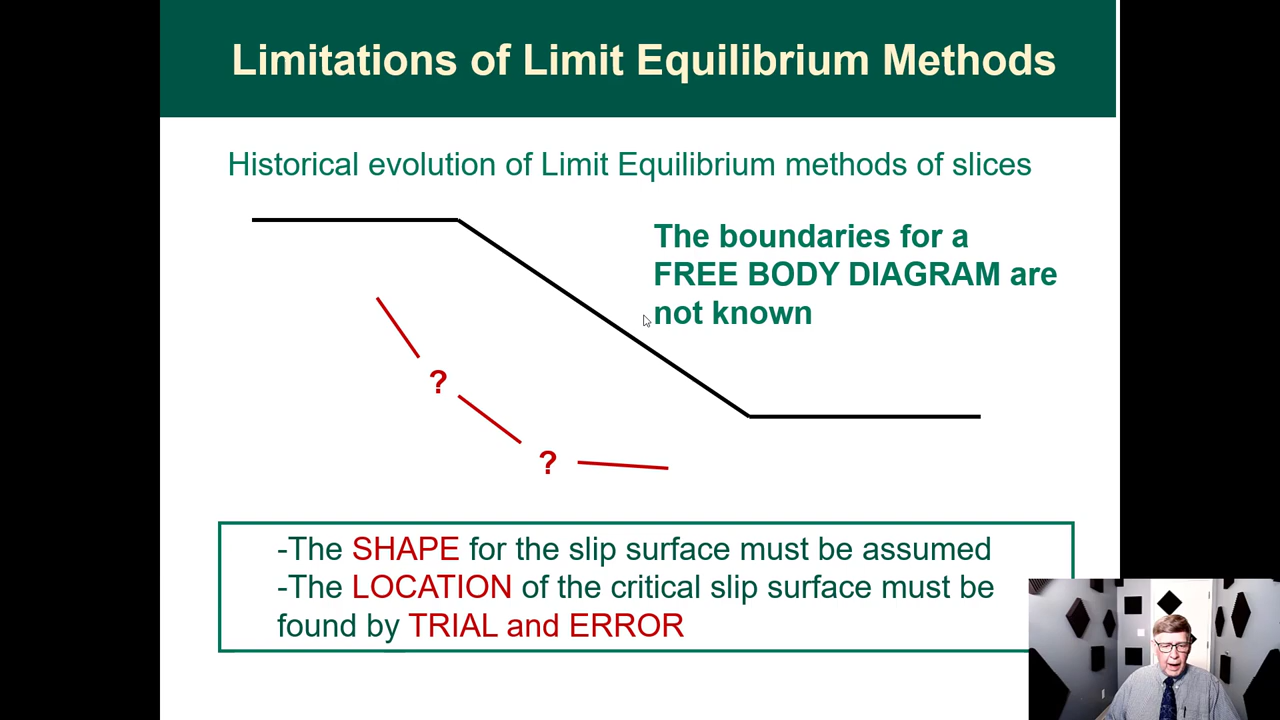 Limitations of Limit Equilibrium Methods
Historical evolution of Limit Equilibrium methods of slices
The boundaries for a
FREE BODY DIAGRAM are
not known
?
?
-The SHAPE for the slip surface must be assumed
-The LOCATION of the critical slip surface must be
found by TRIAL and ERROR